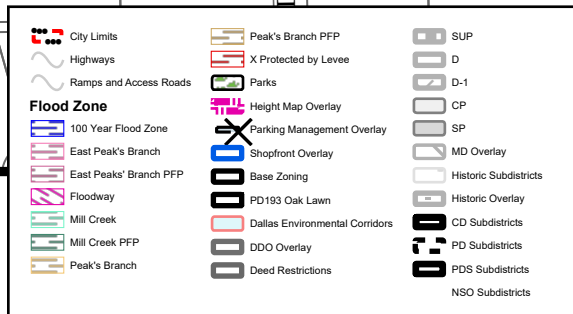 City Limits
Highways
Ramps and Access Roads
Flood Zone
100 Year Flood Zone
East Peak's Branch
East Peaks' Branch PFP
Floodway
Mill Creek
Mill Creek PFP
Peak's Branch
Peak's Branch PFP
X Protected by Levee
Parks
Height Map Overlay
Parking Management Overlay
Shopfront Overlay
Base Zoning
PD193 Oak Lawn
Dallas Environmental Corridors
DDO Overlay
Deed Restrictions
SUP
D
D-1
CP
SP
MD Overlay
Historic Subdistricts
Historic Overlay
CD Subdistricts
PD Subdistricts
PDS Subdistricts
NSO Subdistricts